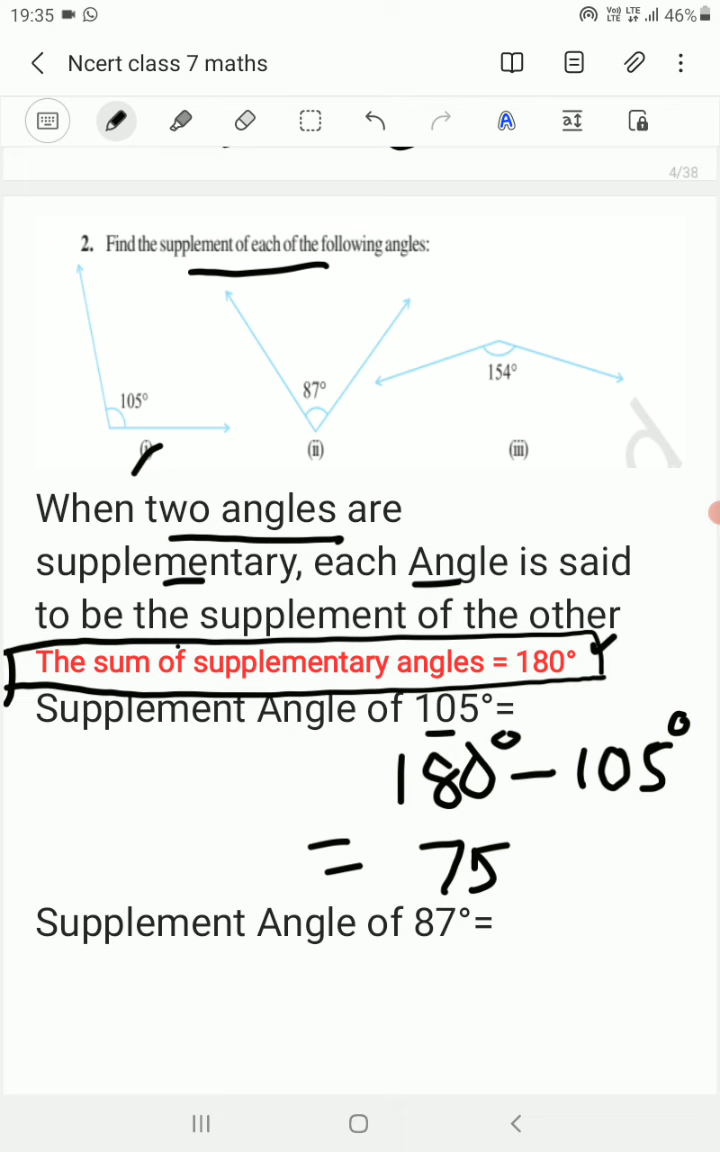 19:35 Vo)) LTE LTE 46%
Ncert class 7 maths
4/38
2. Find the supplement of each of the following angles:
105° 87° 154°
(i) (ii) (iii)
d
When two angles are
supplementary, each Angle is said
to be the supplement of the other
The sum of supplementary angles = 180°
Supplement Angle of 105°=
180° – 105°
= 75
Supplement Angle of 87°=